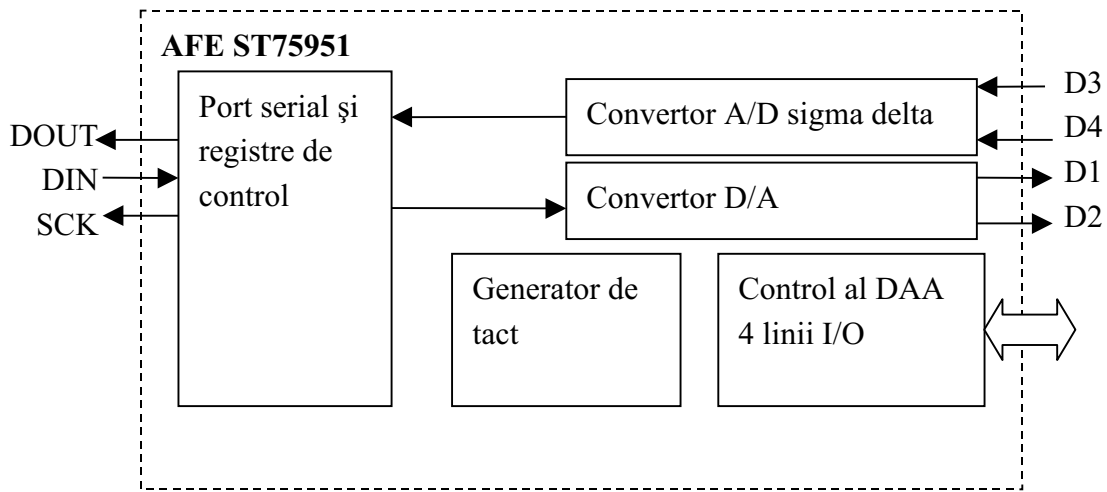 AFE ST75951
Port serial şi
registre de
control
DOUT
DIN
SCK
Convertor A/D sigma delta
Convertor D/A
D3
D4
D1
D2
Generator de
tact
Control al DAA
4 linii I/O